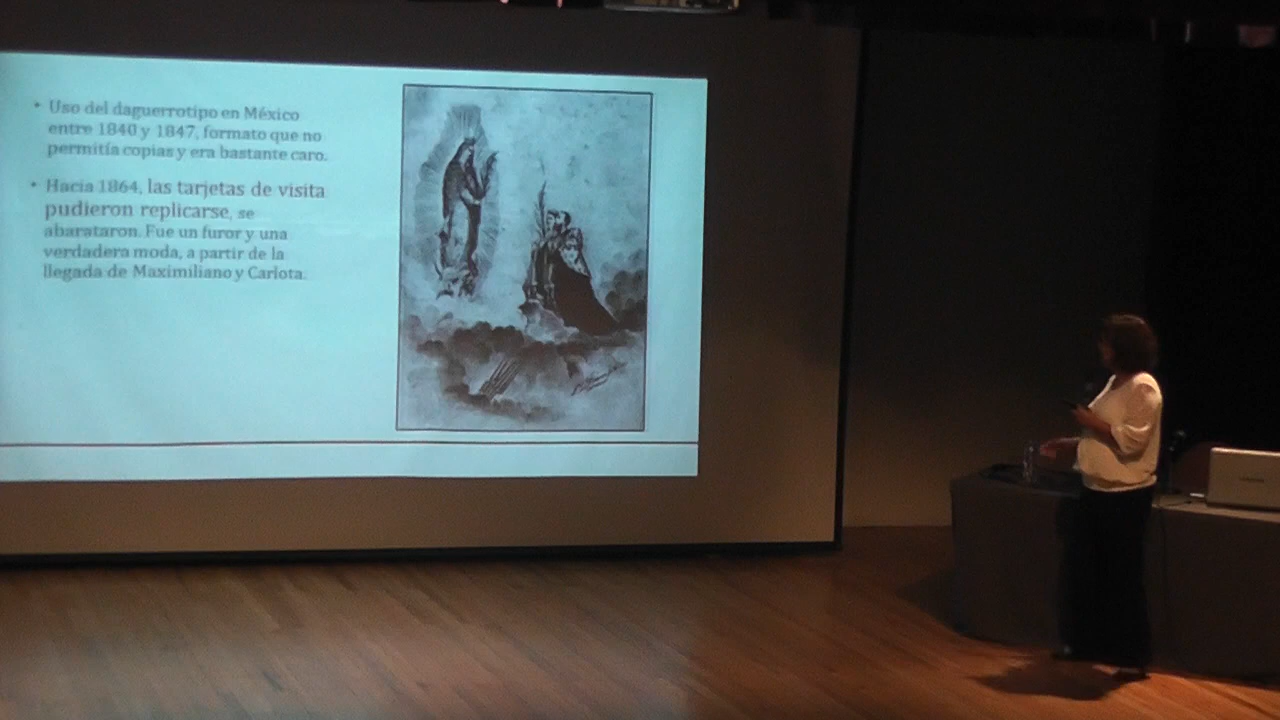 • Uso del daguerrotipo en México
entre 1840 y 1847, formato que no
permitía copias y era bastante caro.
• Hacia 1864, las tarjetas de visita
pudieron replicarse, se
abarataron. Fue un furor y una
verdadera moda, a partir de la
llegada de Maximiliano y Carlota.